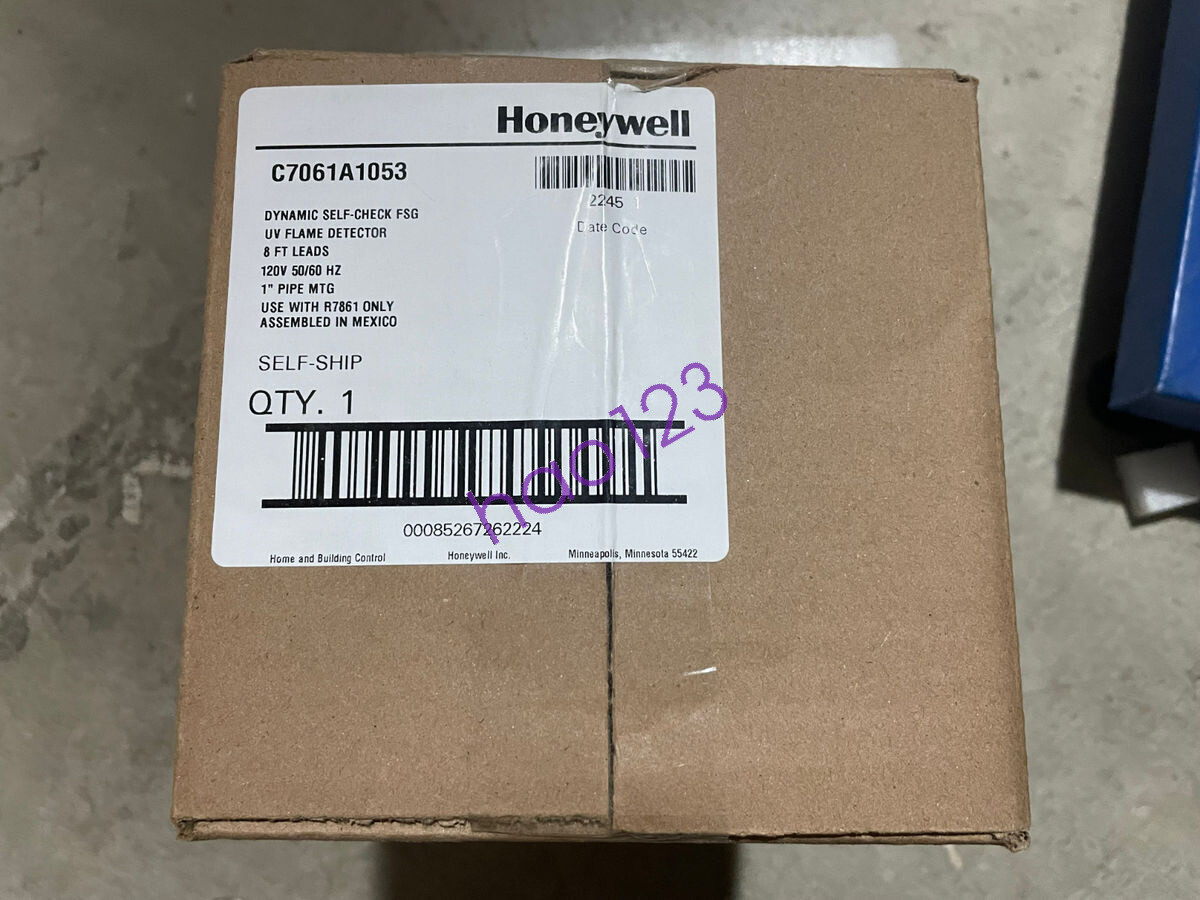 Honeywell
C7061A1053
2245 1
Date Code
DYNAMIC SELF-CHECK FSG
UV FLAME DETECTOR
8 FT LEADS
120V 50/60 HZ
1" PIPE MTG
USE WITH R7861 ONLY
ASSEMBLED IN MEXICO
SELF-SHIP
QTY. 1
hao123
00085267262224
Home and Building Control Honeywell Inc. Minneapolis, Minnesota 55422